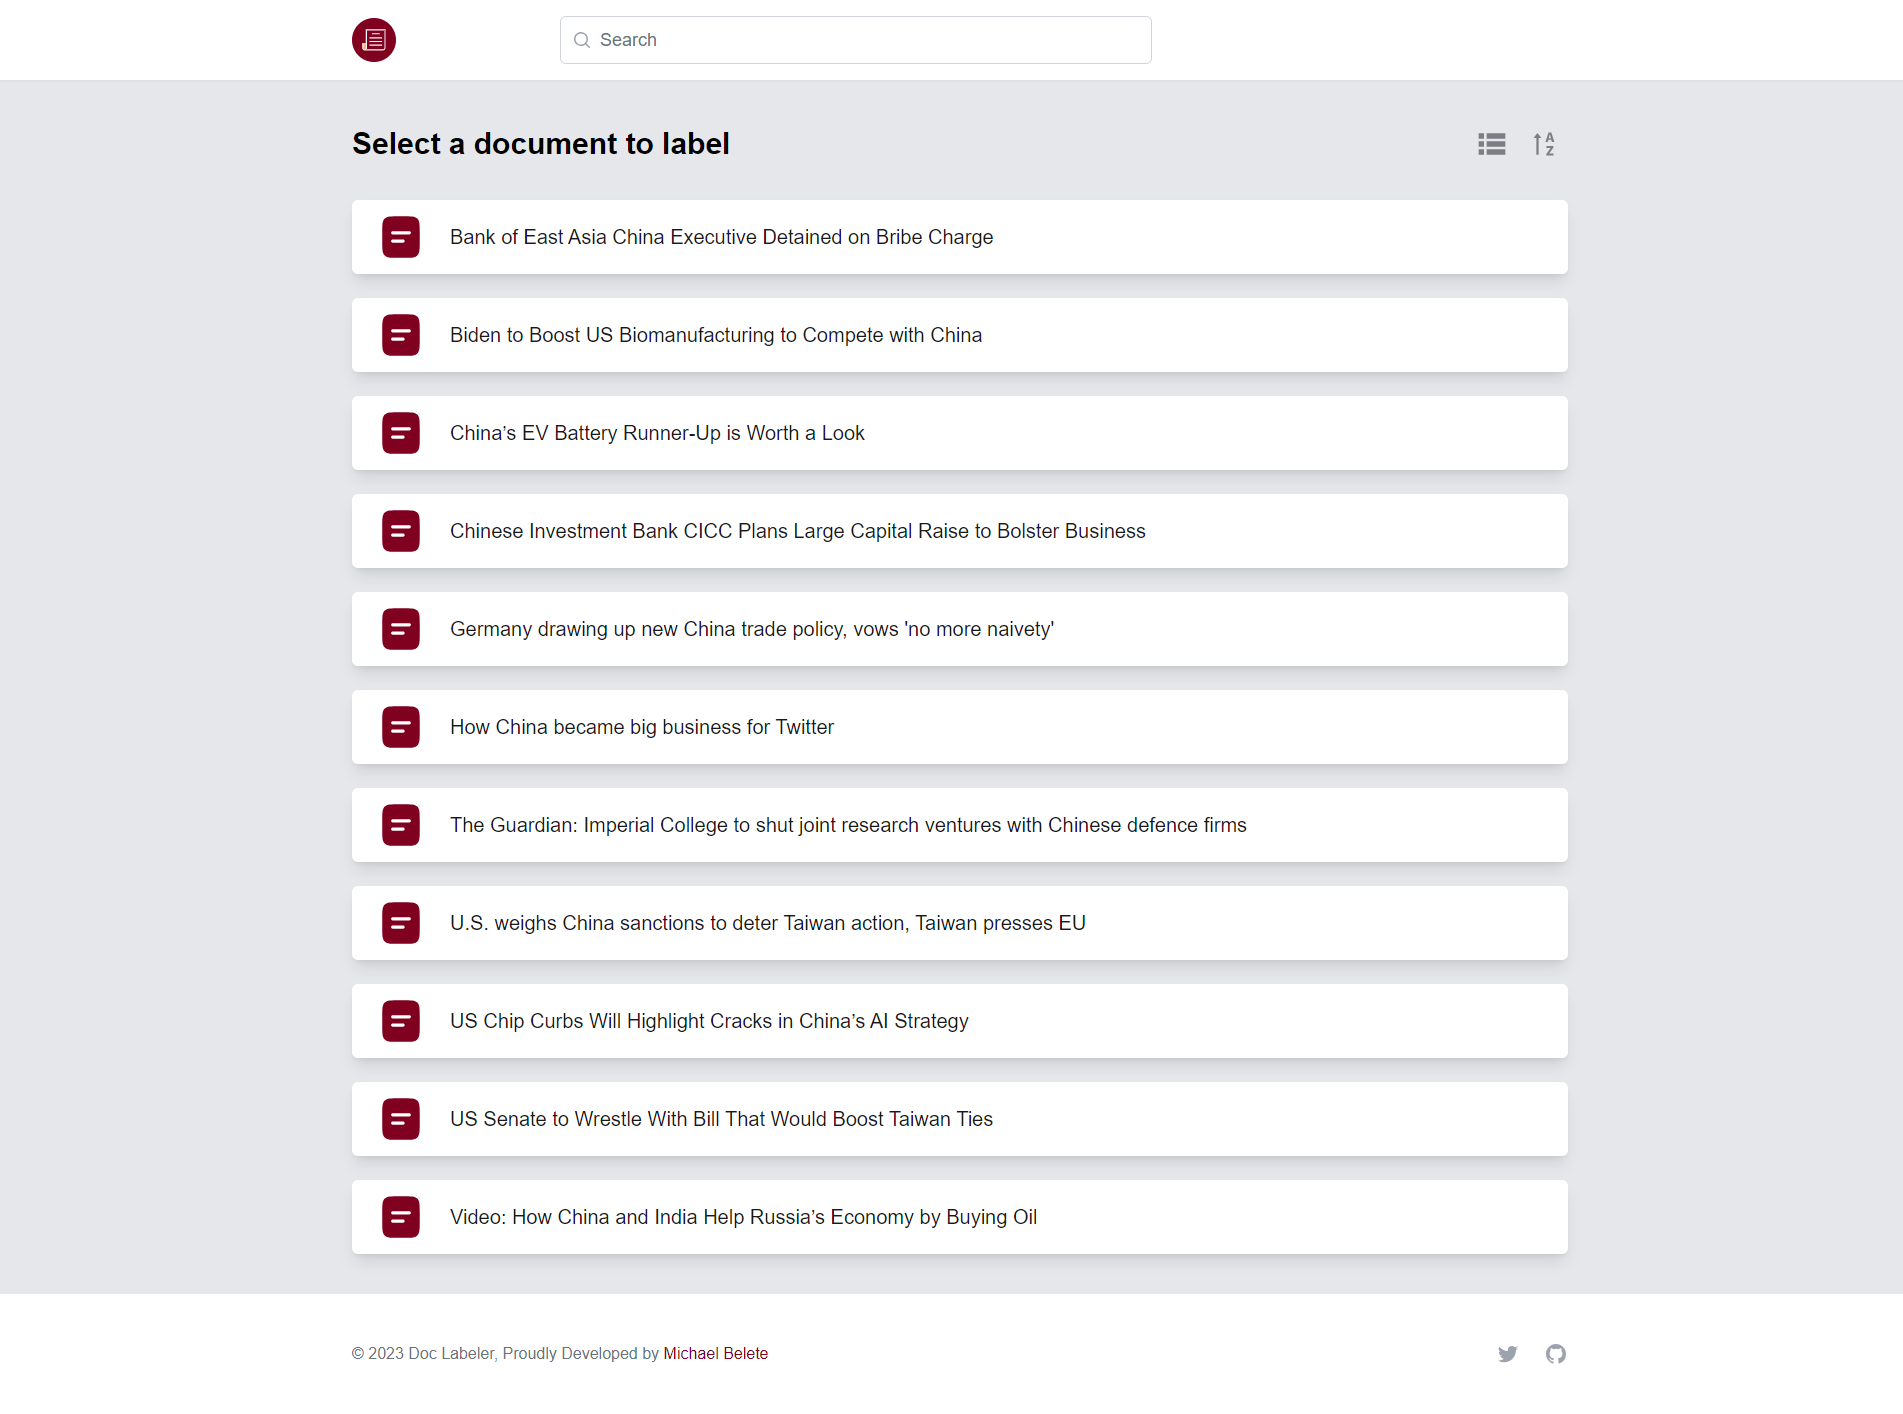 Search
Select a document to label
A
Z
Bank of East Asia China Executive Detained on Bribe Charge
Biden to Boost US Biomanufacturing to Compete with China
China’s EV Battery Runner-Up is Worth a Look
Chinese Investment Bank CICC Plans Large Capital Raise to Bolster Business
Germany drawing up new China trade policy, vows 'no more naivety'
How China became big business for Twitter
The Guardian: Imperial College to shut joint research ventures with Chinese defence firms
U.S. weighs China sanctions to deter Taiwan action, Taiwan presses EU
US Chip Curbs Will Highlight Cracks in China’s AI Strategy
US Senate to Wrestle With Bill That Would Boost Taiwan Ties
Video: How China and India Help Russia’s Economy by Buying Oil
© 2023 Doc Labeler, Proudly Developed by Michael Belete